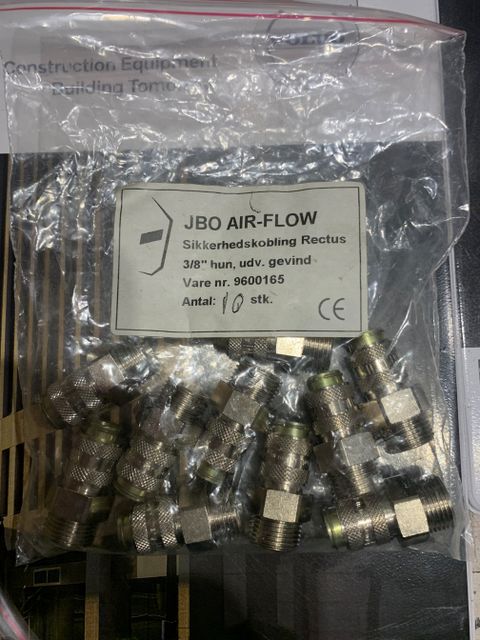 Construction Equipment
Building Tomo
JBO AIR-FLOW
Sikkerhedskobling Rectus
3/8" hun, udv. gevind
Vare nr. 9600165
Antal: 10 stk.
CE